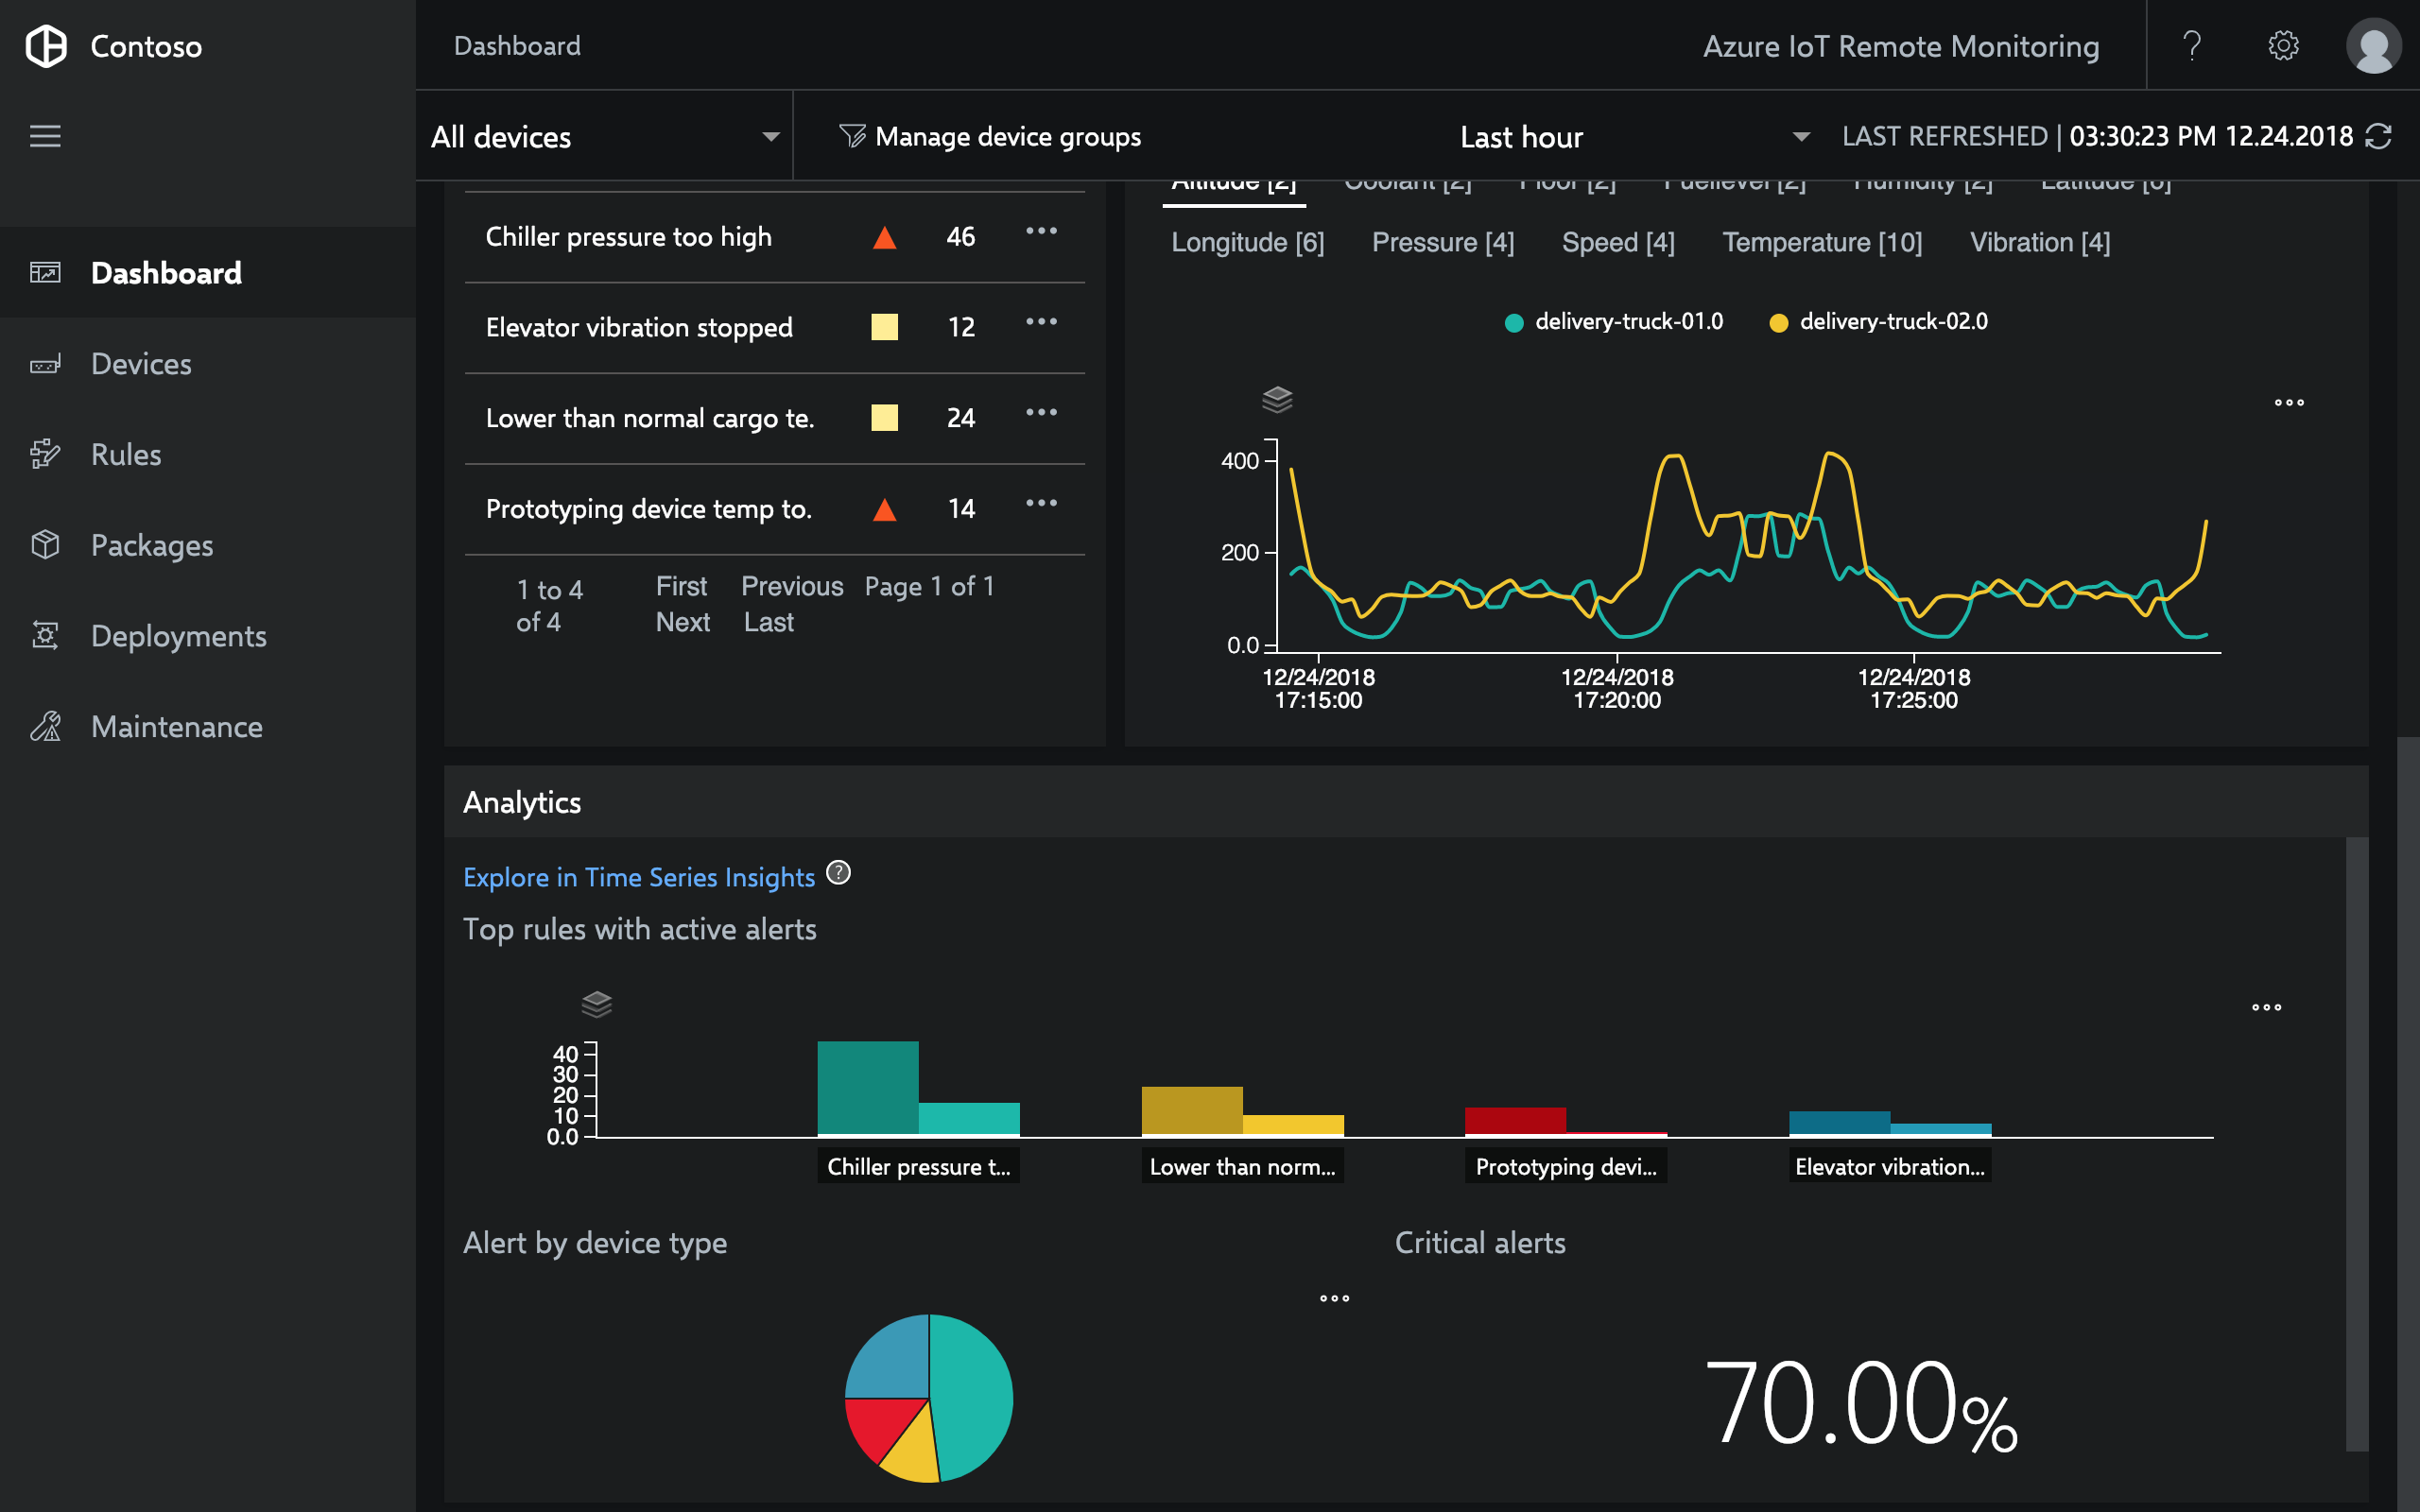 Contoso
Dashboard
Azure IoT Remote Monitoring
?
All devices
Manage device groups
Last hour
LAST REFRESHED | 03:30:23 PM 12.24.2018
Dashboard
Devices
Rules
Packages
Deployments
Maintenance
Chiller pressure too high 46 •••
Elevator vibration stopped 12 •••
Lower than normal cargo te. 24 •••
Prototyping device temp to. 14 •••
1 to 4
of 4
First Previous Page 1 of 1
Next Last
Altitude [2] Coolant [2] Floor [2] Fuellevel [2] Humidity [2] Latitude [6]
Longitude [6] Pressure [4] Speed [4] Temperature [10] Vibration [4]
delivery-truck-01.0 delivery-truck-02.0
400
200
0.0
12/24/2018 12/24/2018 12/24/2018
17:15:00 17:20:00 17:25:00
Analytics
Explore in Time Series Insights ?
Top rules with active alerts
40
30
20
10
0.0
Chiller pressure t... Lower than norm... Prototyping devi... Elevator vibration...
Alert by device type
Critical alerts
70.00%